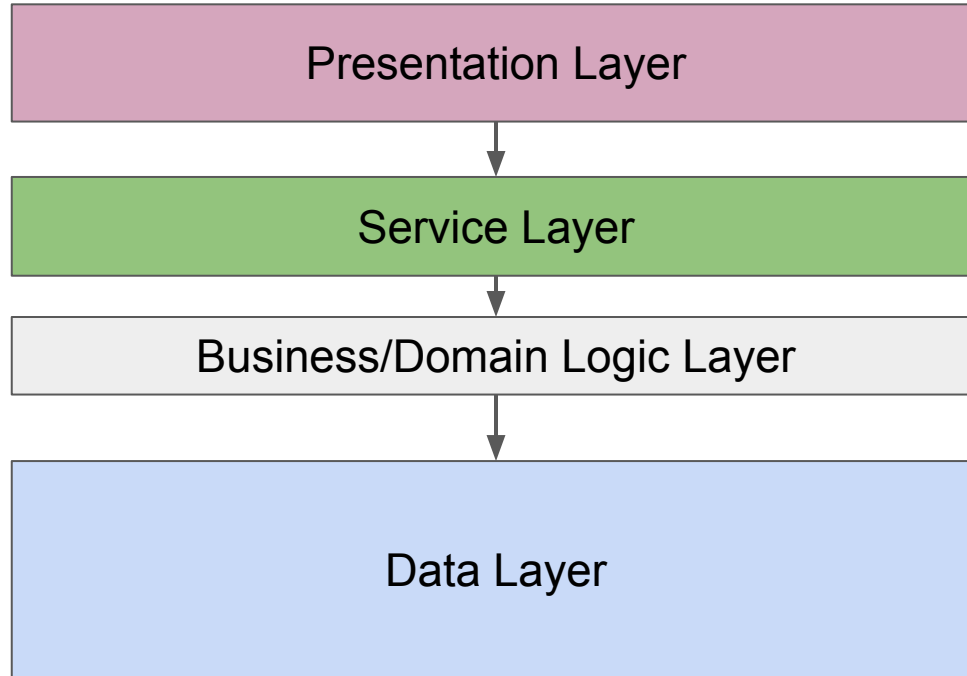 Presentation Layer
Service Layer
Business/Domain Logic Layer
Data Layer